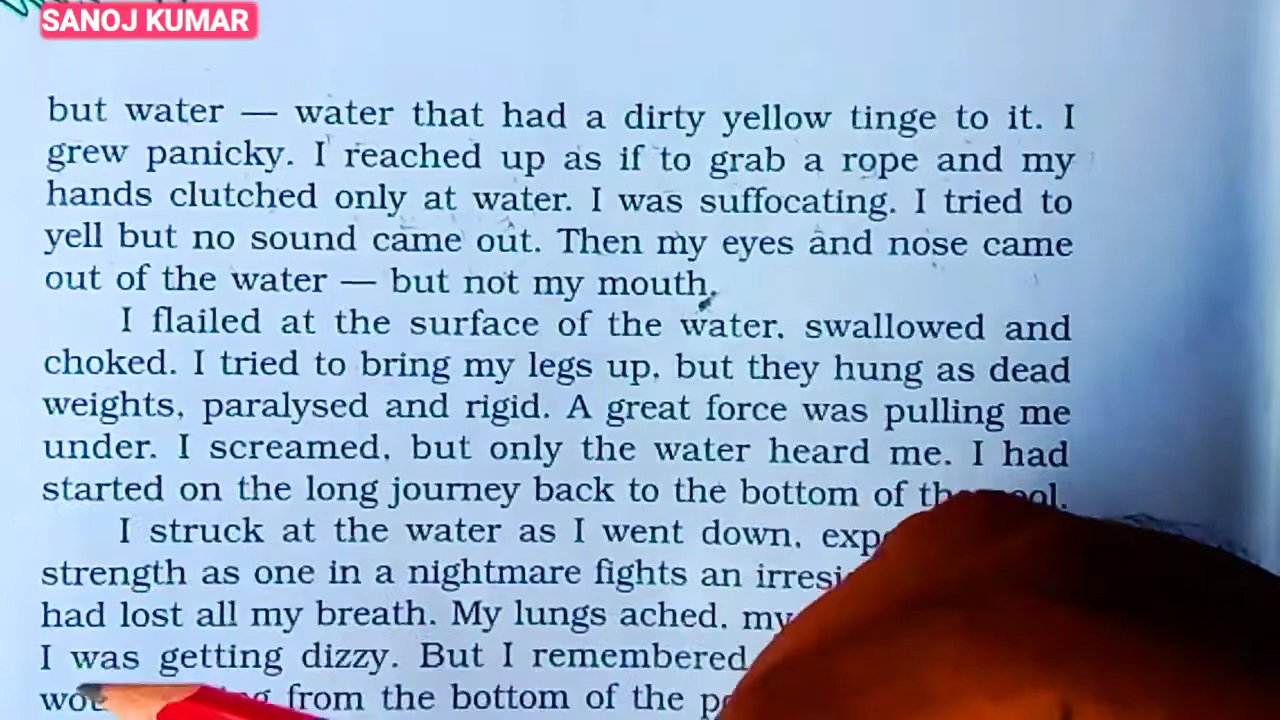 SANOJ KUMAR
but water — water that had a dirty yellow tinge to it. I
grew panicky. I reached up as if to grab a rope and my
hands clutched only at water. I was suffocating. I tried to
yell but no sound came out. Then my eyes and nose came
out of the water — but not my mouth.
I flailed at the surface of the water, swallowed and
choked. I tried to bring my legs up, but they hung as dead
weights, paralysed and rigid. A great force was pulling me
under. I screamed, but only the water heard me. I had
started on the long journey back to the bottom of
I struck at the water as I went down,
strength as one in a nightmare fights an
had lost all my breath. My lungs ached,
I was getting dizzy. But I remembered
from the bottom of the